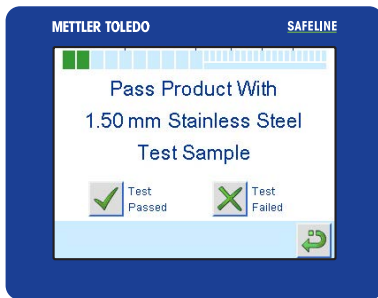 METTLER TOLEDO
SAFELINE
Pass Product With
1.50 mm Stainless Steel
Test Sample
Test
Passed
Test
Failed